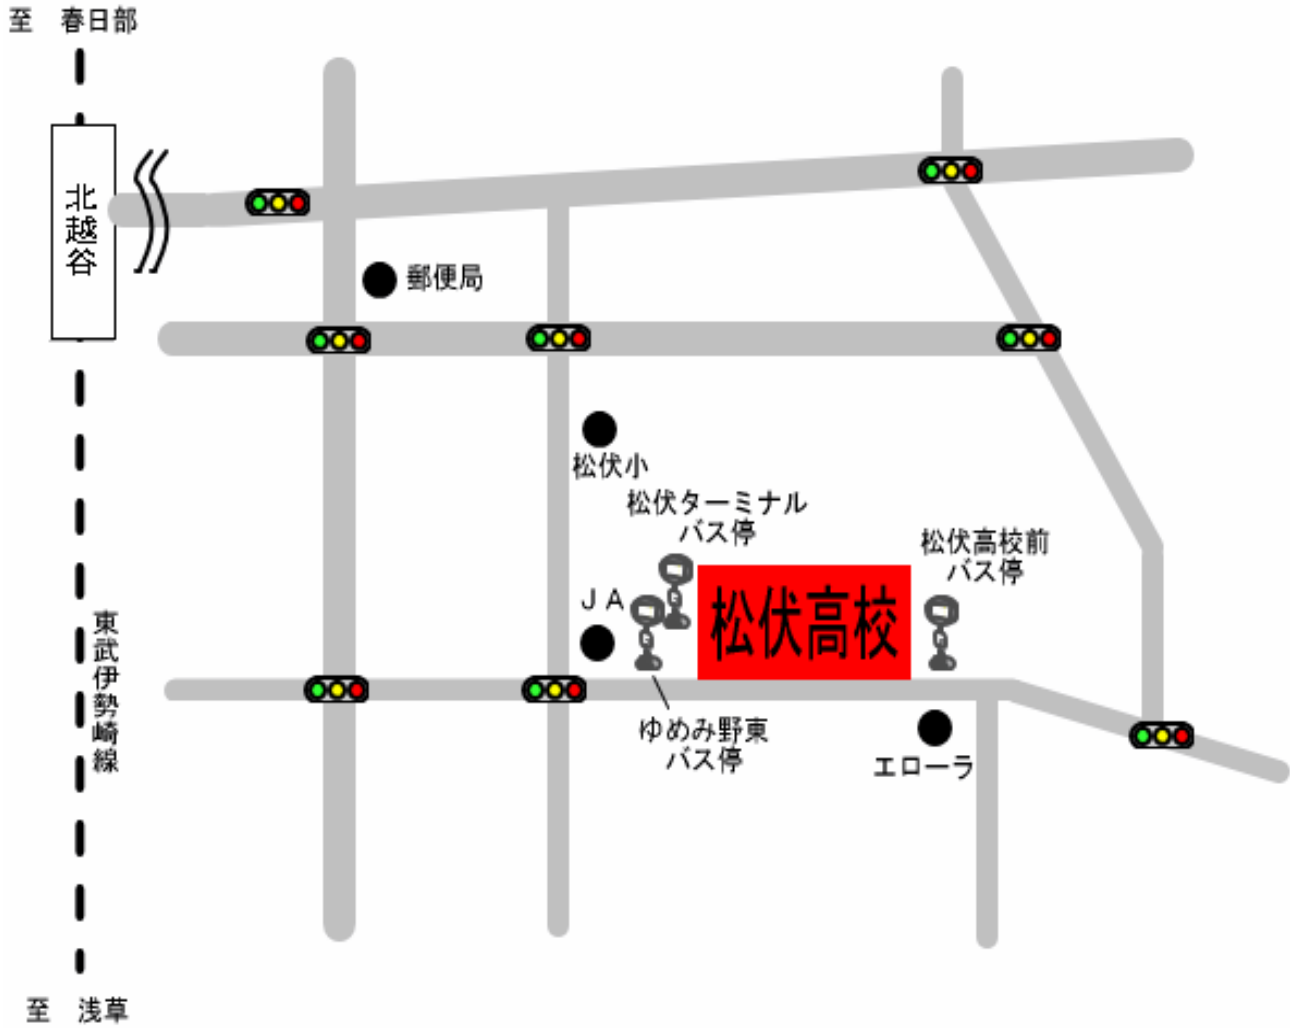 至　春日部
北越谷
郵便局
松伏小
松伏ターミナル
バス停
松伏高校前
バス停
ＪＡ
松伏高校
東武伊勢崎線
ゆめみ野東
バス停
エローラ
至　浅草